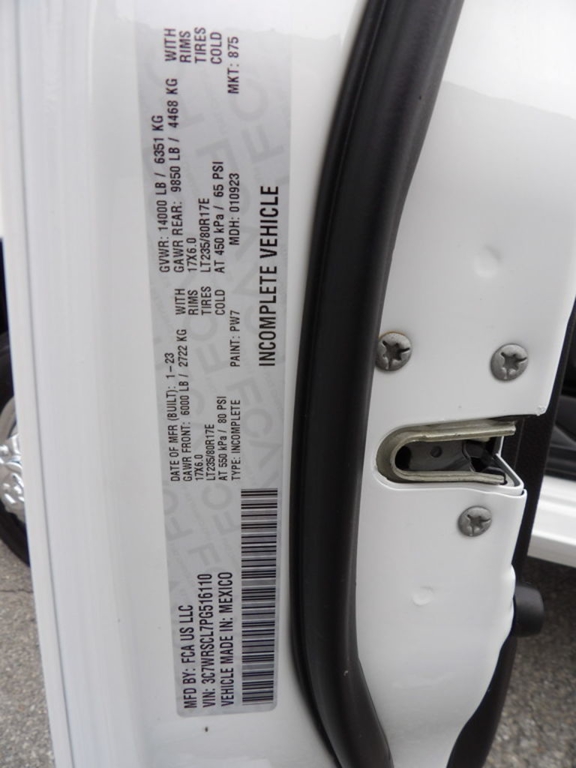 MFD BY: FCA US LLC
DATE OF MFR (BUILT): 1-23
GVWR: 14000 LB / 6351 KG
GAWR FRONT: 6000 LB / 2722 KG WITH
GAWR REAR: 9850 LB / 4468 KG WITH
17X6.0 RIMS 17X6.0 RIMS
LT235/80R17E TIRES LT235/80R17E TIRES
AT 550 kPa / 80 PSI COLD AT 450 kPa / 65 PSI COLD
VIN: 3C7WRSCL7PG516110
TYPE: INCOMPLETE
PAINT: PW7 MDH: 010923 MKT: 875
VEHICLE MADE IN: MEXICO
INCOMPLETE VEHICLE